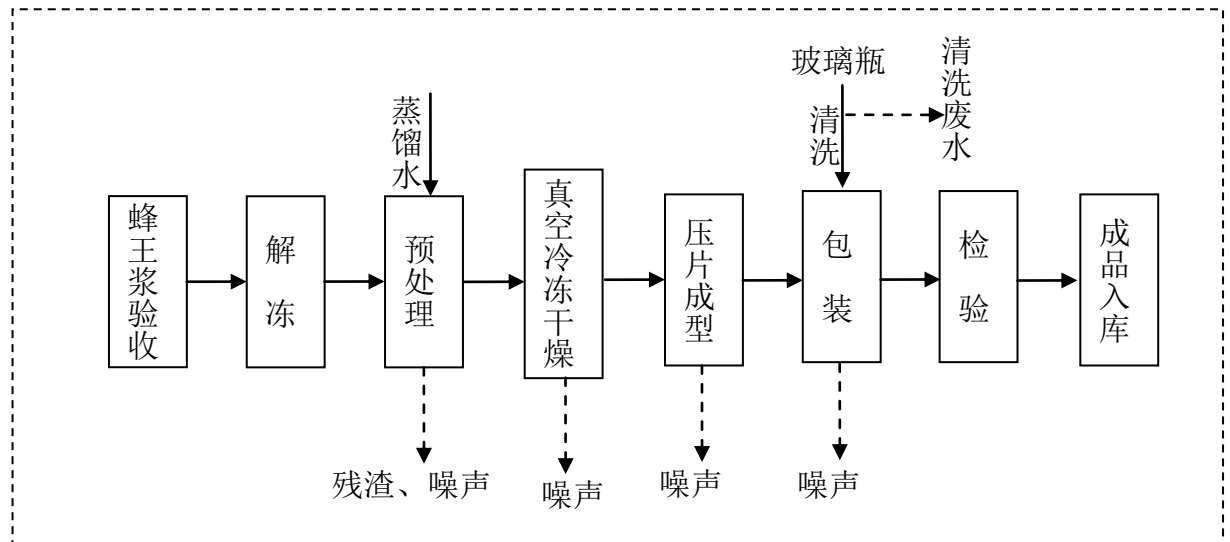 玻璃瓶
清洗废水
蒸馏水
清洗
蜂王浆验收
解冻
预处理
真空冷冻干燥
压片成型
包装
检验
成品入库
残渣、噪声
噪声
噪声
噪声